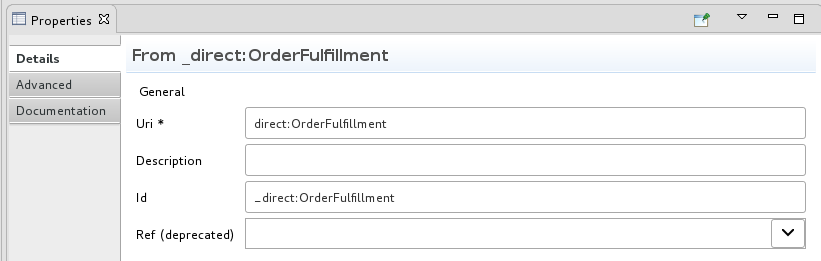 Properties
Details
From _direct:OrderFulfillment
Advanced
General
Documentation
Uri *
direct:OrderFulfillment
Description
Id
_direct:OrderFulfillment
Ref (deprecated)